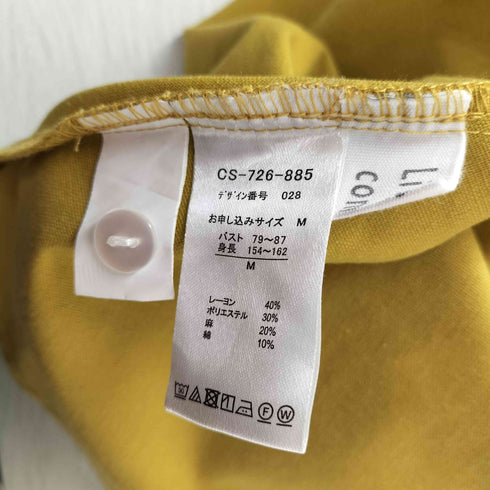 CS-726-885
デザイン番号 028
お申し込みサイズ M
バスト 79〜87
身長 154〜162
M
レーヨン 40%
ポリエステル 30%
麻 20%
綿 10%
F W